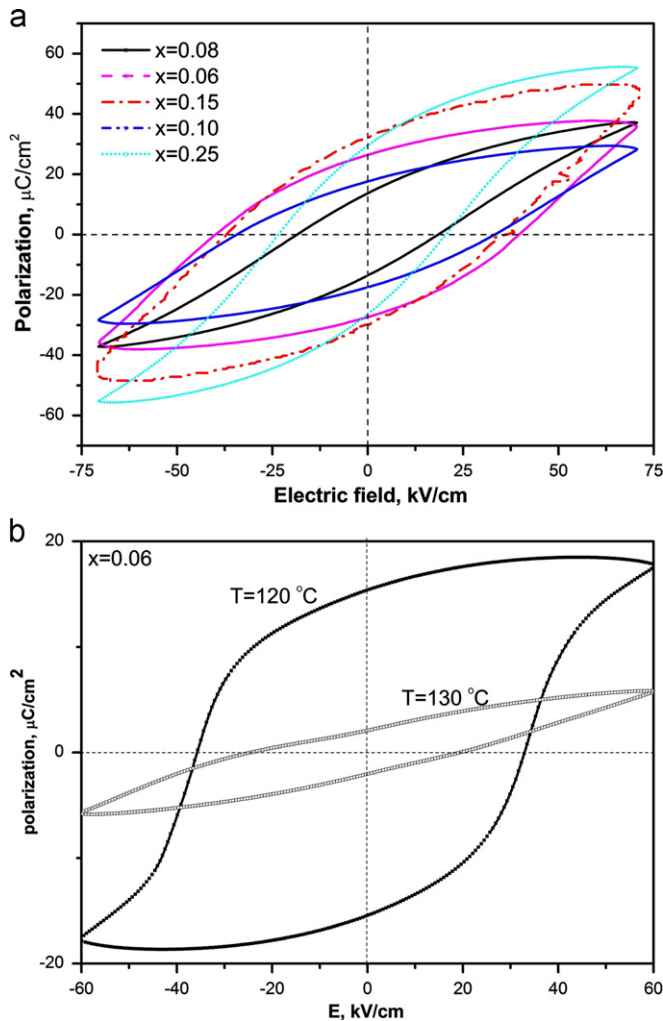 a
x=0.08
x=0.06
x=0.15
x=0.10
x=0.25
60
40
20
0
-20
-40
-60
Polarization, μC/cm²
-75 -50 -25 0 25 50 75
Electric field, kV/cm
b
x=0.06
T=120 °C
T=130 °C
20
0
-20
polarization, μC/cm²
-60 -40 -20 0 20 40 60
E, kV/cm